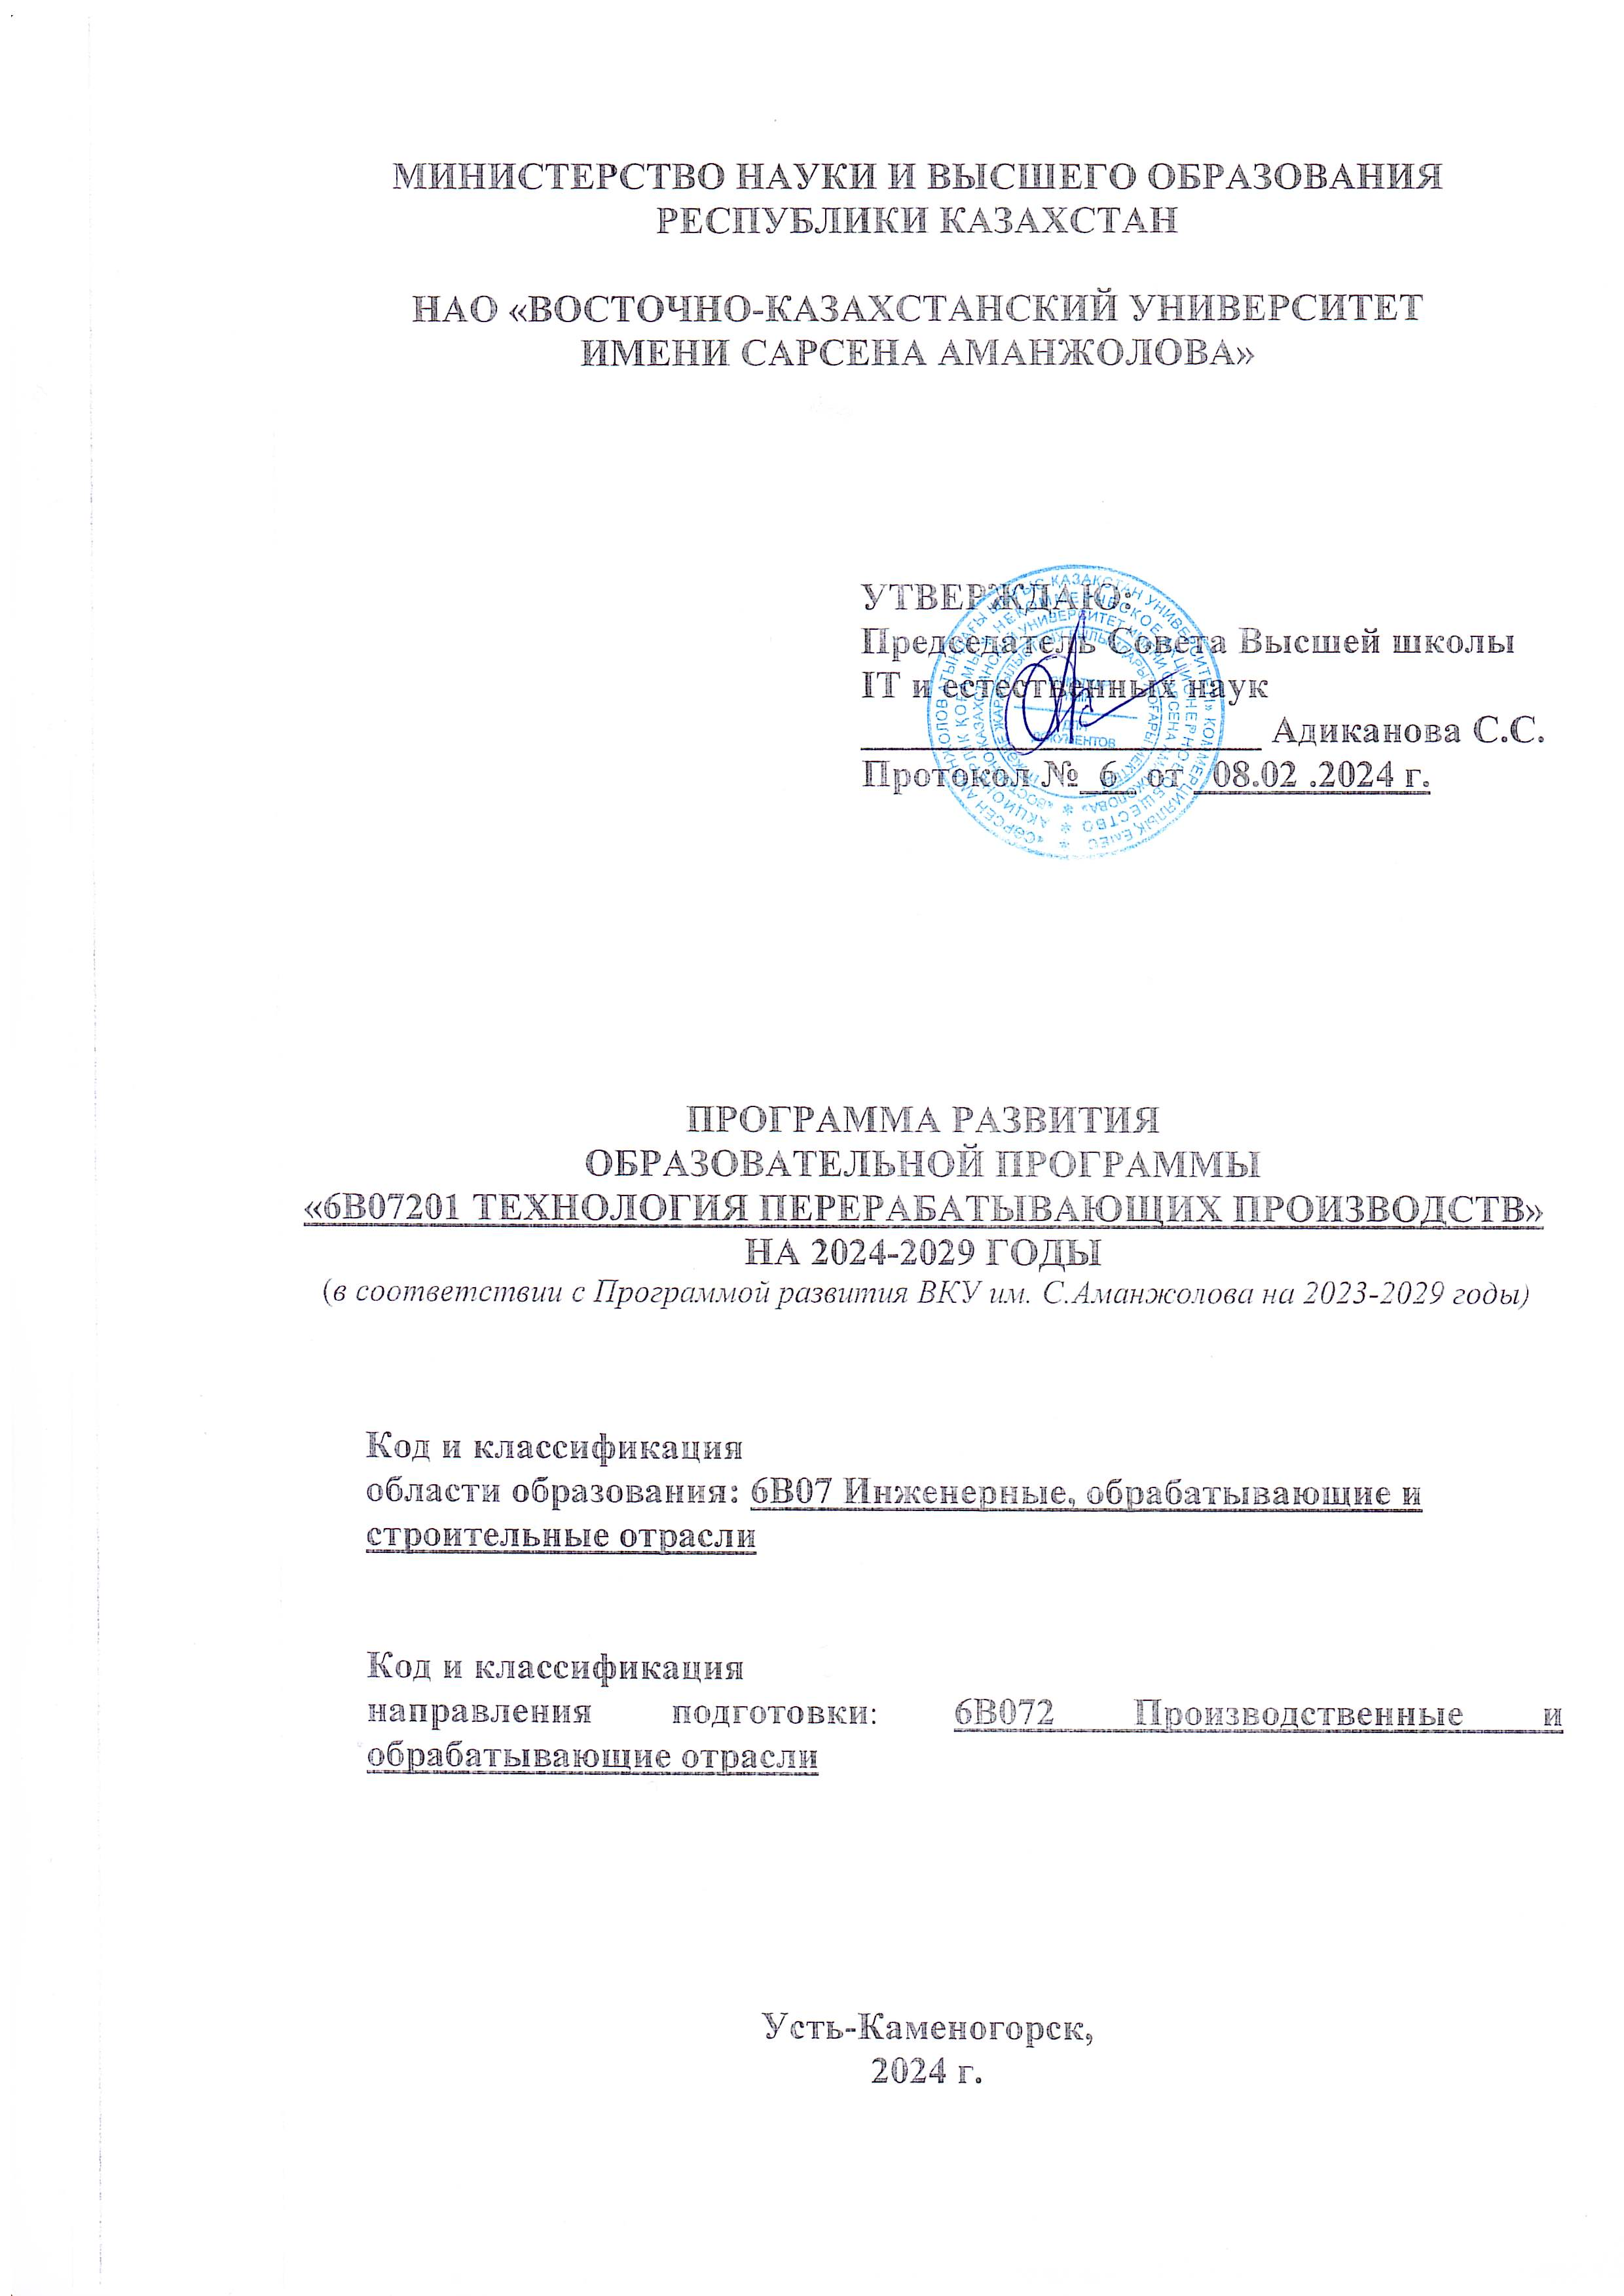 МИНИСТЕРСТВО НАУКИ И ВЫСШЕГО ОБРАЗОВАНИЯ
РЕСПУБЛИКИ КАЗАХСТАН
НАО «ВОСТОЧНО-КАЗАХСТАНСКИЙ УНИВЕРСИТЕТ
ИМЕНИ САРСЕНА АМАНЖОЛОВА»
УТВЕРЖДАЮ:
Председатель Совета Высшей школы
IT и естественных наук
____________________ Адиканова С.С.
Протокол № 6 от 08.02 .2024 г.
ПРОГРАММА РАЗВИТИЯ
ОБРАЗОВАТЕЛЬНОЙ ПРОГРАММЫ
«6В07201 ТЕХНОЛОГИЯ ПЕРЕРАБАТЫВАЮЩИХ ПРОИЗВОДСТВ»
НА 2024-2029 ГОДЫ
(в соответствии с Программой развития ВКУ им. С.Аманжолова на 2023-2029 годы)
Код и классификация
области образования: 6В07 Инженерные, обрабатывающие и
строительные отрасли
Код и классификация
направления подготовки: 6В072 Производственные и
обрабатывающие отрасли
Усть-Каменогорск,
2024 г.